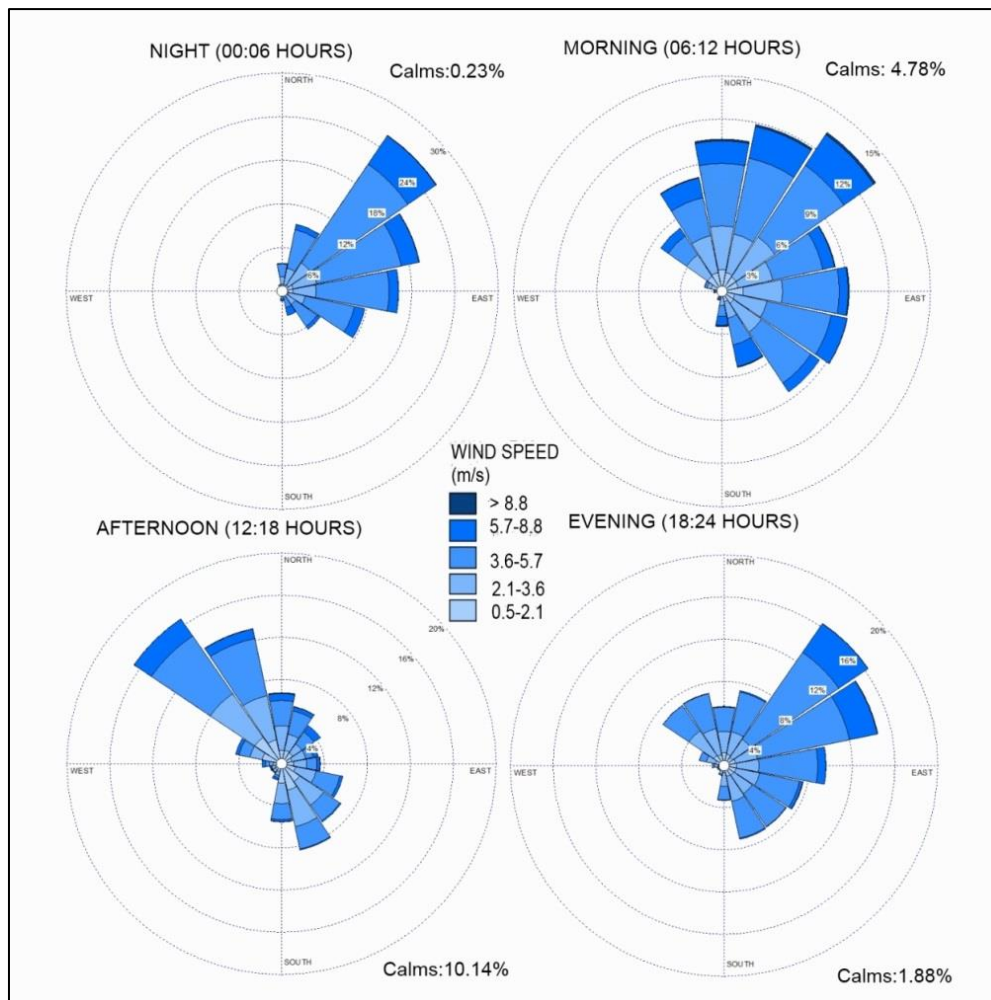 NIGHT (00:06 HOURS)
Calms:0.23%
NORTH
30%
24%
18%
12%
6%
WEST
EAST
SOUTH
MORNING (06:12 HOURS)
Calms: 4.78%
NORTH
15%
12%
9%
6%
3%
WEST
EAST
SOUTH
WIND SPEED
(m/s)
> 8.8
5.7-8.8
3.6-5.7
2.1-3.6
0.5-2.1
AFTERNOON (12:18 HOURS)
NORTH
20%
16%
12%
8%
4%
WEST
EAST
SOUTH
Calms:10.14%
EVENING (18:24 HOURS)
NORTH
20%
16%
12%
8%
4%
WEST
EAST
SOUTH
Calms:1.88%